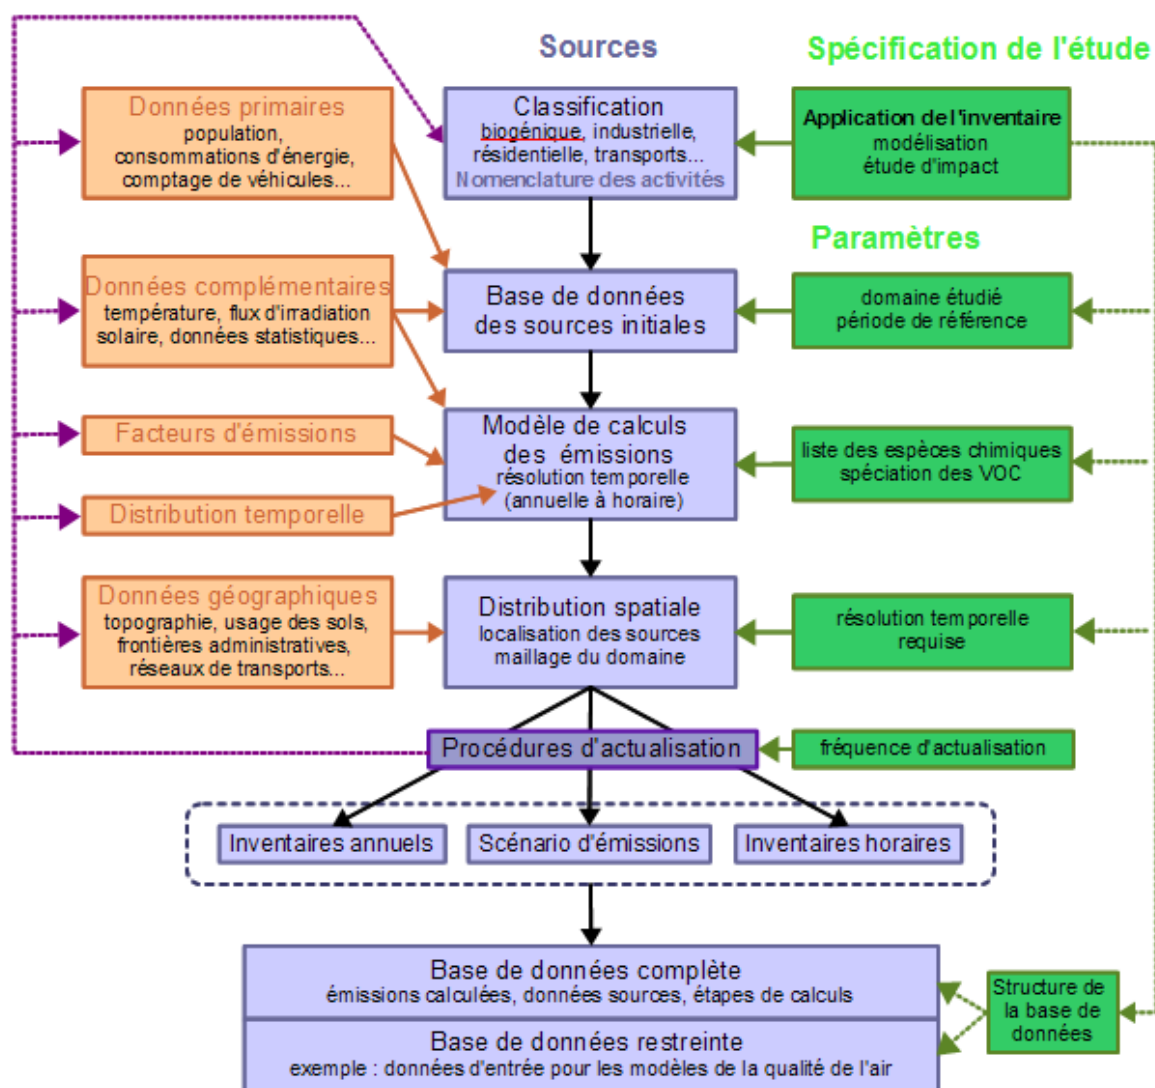 Sources
Spécification de l'étude
Données primaires
population,
consommations d'énergie,
comptage de véhicules...
Classification
biogénique, industrielle,
résidentielle, transports...
Nomenclature des activités
Application de l'inventaire
modélisation
étude d'impact
Paramètres
Données complémentaires
température, flux d'irradiation
solaire, données statistiques...
Base de données
des sources initiales
domaine étudié
période de référence
Facteurs d'émissions
Distribution temporelle
Modèle de calculs
des émissions
résolution temporelle
(annuelle à horaire)
liste des espèces chimiques
spéciation des VOC
Données géographiques
topographie, usage des sols,
frontières administratives,
réseaux de transports...
Distribution spatiale
localisation des sources
maillage du domaine
résolution temporelle
requise
Procédures d'actualisation
fréquence d'actualisation
Inventaires annuels
Scénario d'émissions
Inventaires horaires
Base de données complète
émissions calculées, données sources, étapes de calculs
Base de données restreinte
exemple : données d'entrée pour les modèles de la qualité de l'air
Structure de
la base de
données